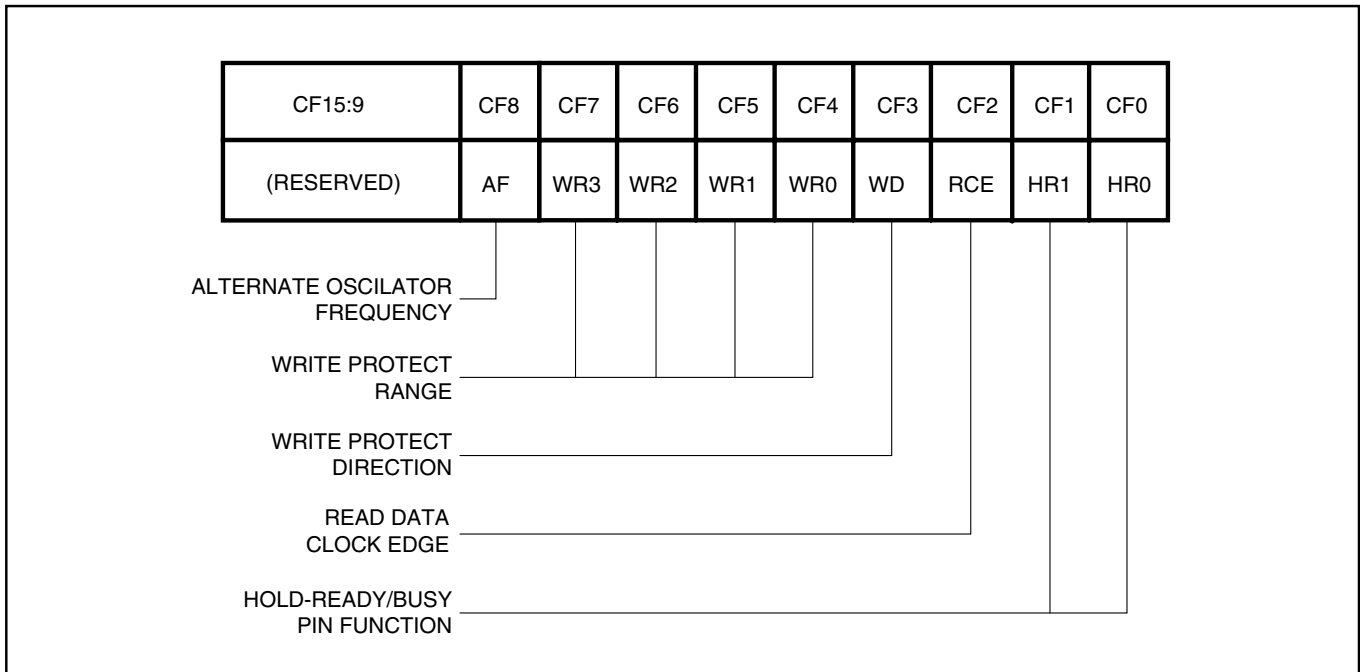 CF15:9 CF8 CF7 CF6 CF5 CF4 CF3 CF2 CF1 CF0
(RESERVED) AF WR3 WR2 WR1 WR0 WD RCE HR1 HR0
ALTERNATE OSCILATOR
FREQUENCY
WRITE PROTECT
RANGE
WRITE PROTECT
DIRECTION
READ DATA
CLOCK EDGE
HOLD-READY/BUSY
PIN FUNCTION